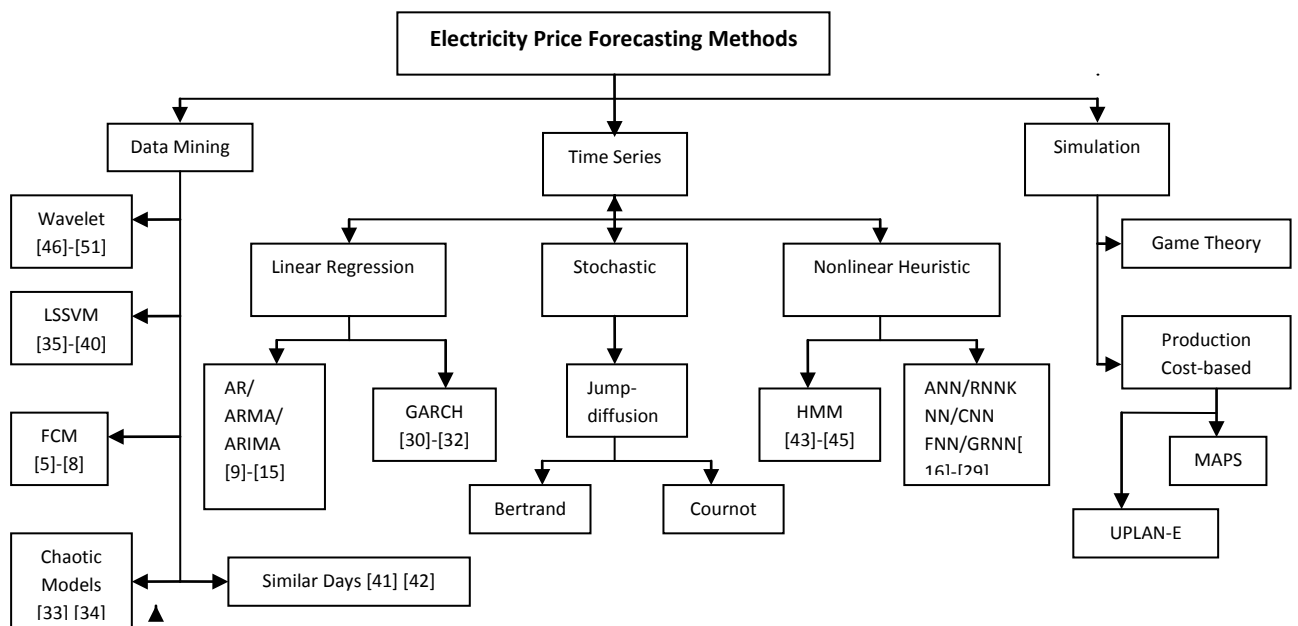 Electricity Price Forecasting Methods
Data Mining
Time Series
Simulation
Wavelet
[46]-[51]
LSSVM
[35]-[40]
FCM
[5]-[8]
Chaotic
Models
[33] [34]
Similar Days [41] [42]
Linear Regression
Stochastic
Nonlinear Heuristic
AR/
ARMA/
ARIMA
[9]-[15]
GARCH
[30]-[32]
Jump-
diffusion
Bertrand
Cournot
HMM
[43]-[45]
ANN/RNNK
NN/CNN
FNN/GRNN[
16]-[29]
Game Theory
Production
Cost-based
MAPS
UPLAN-E